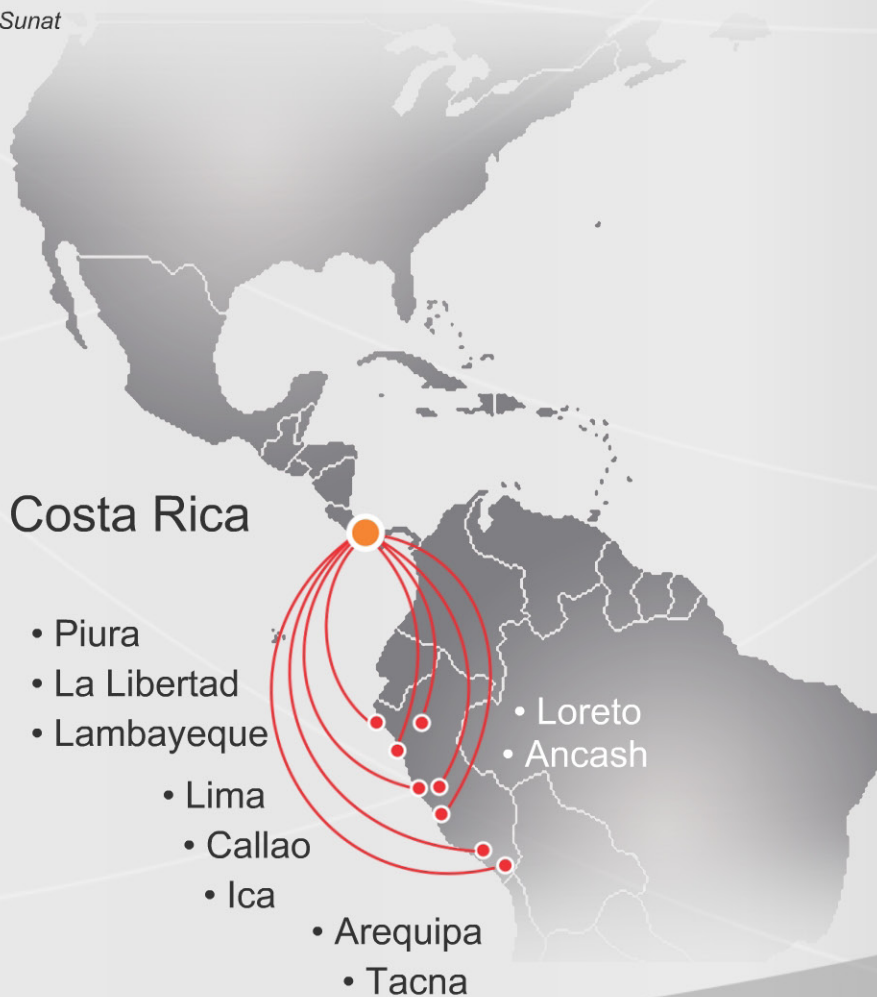 Sunat
Costa Rica
• Piura
• La Libertad
• Lambayeque
• Loreto
• Ancash
• Lima
• Callao
• Ica
• Arequipa
• Tacna